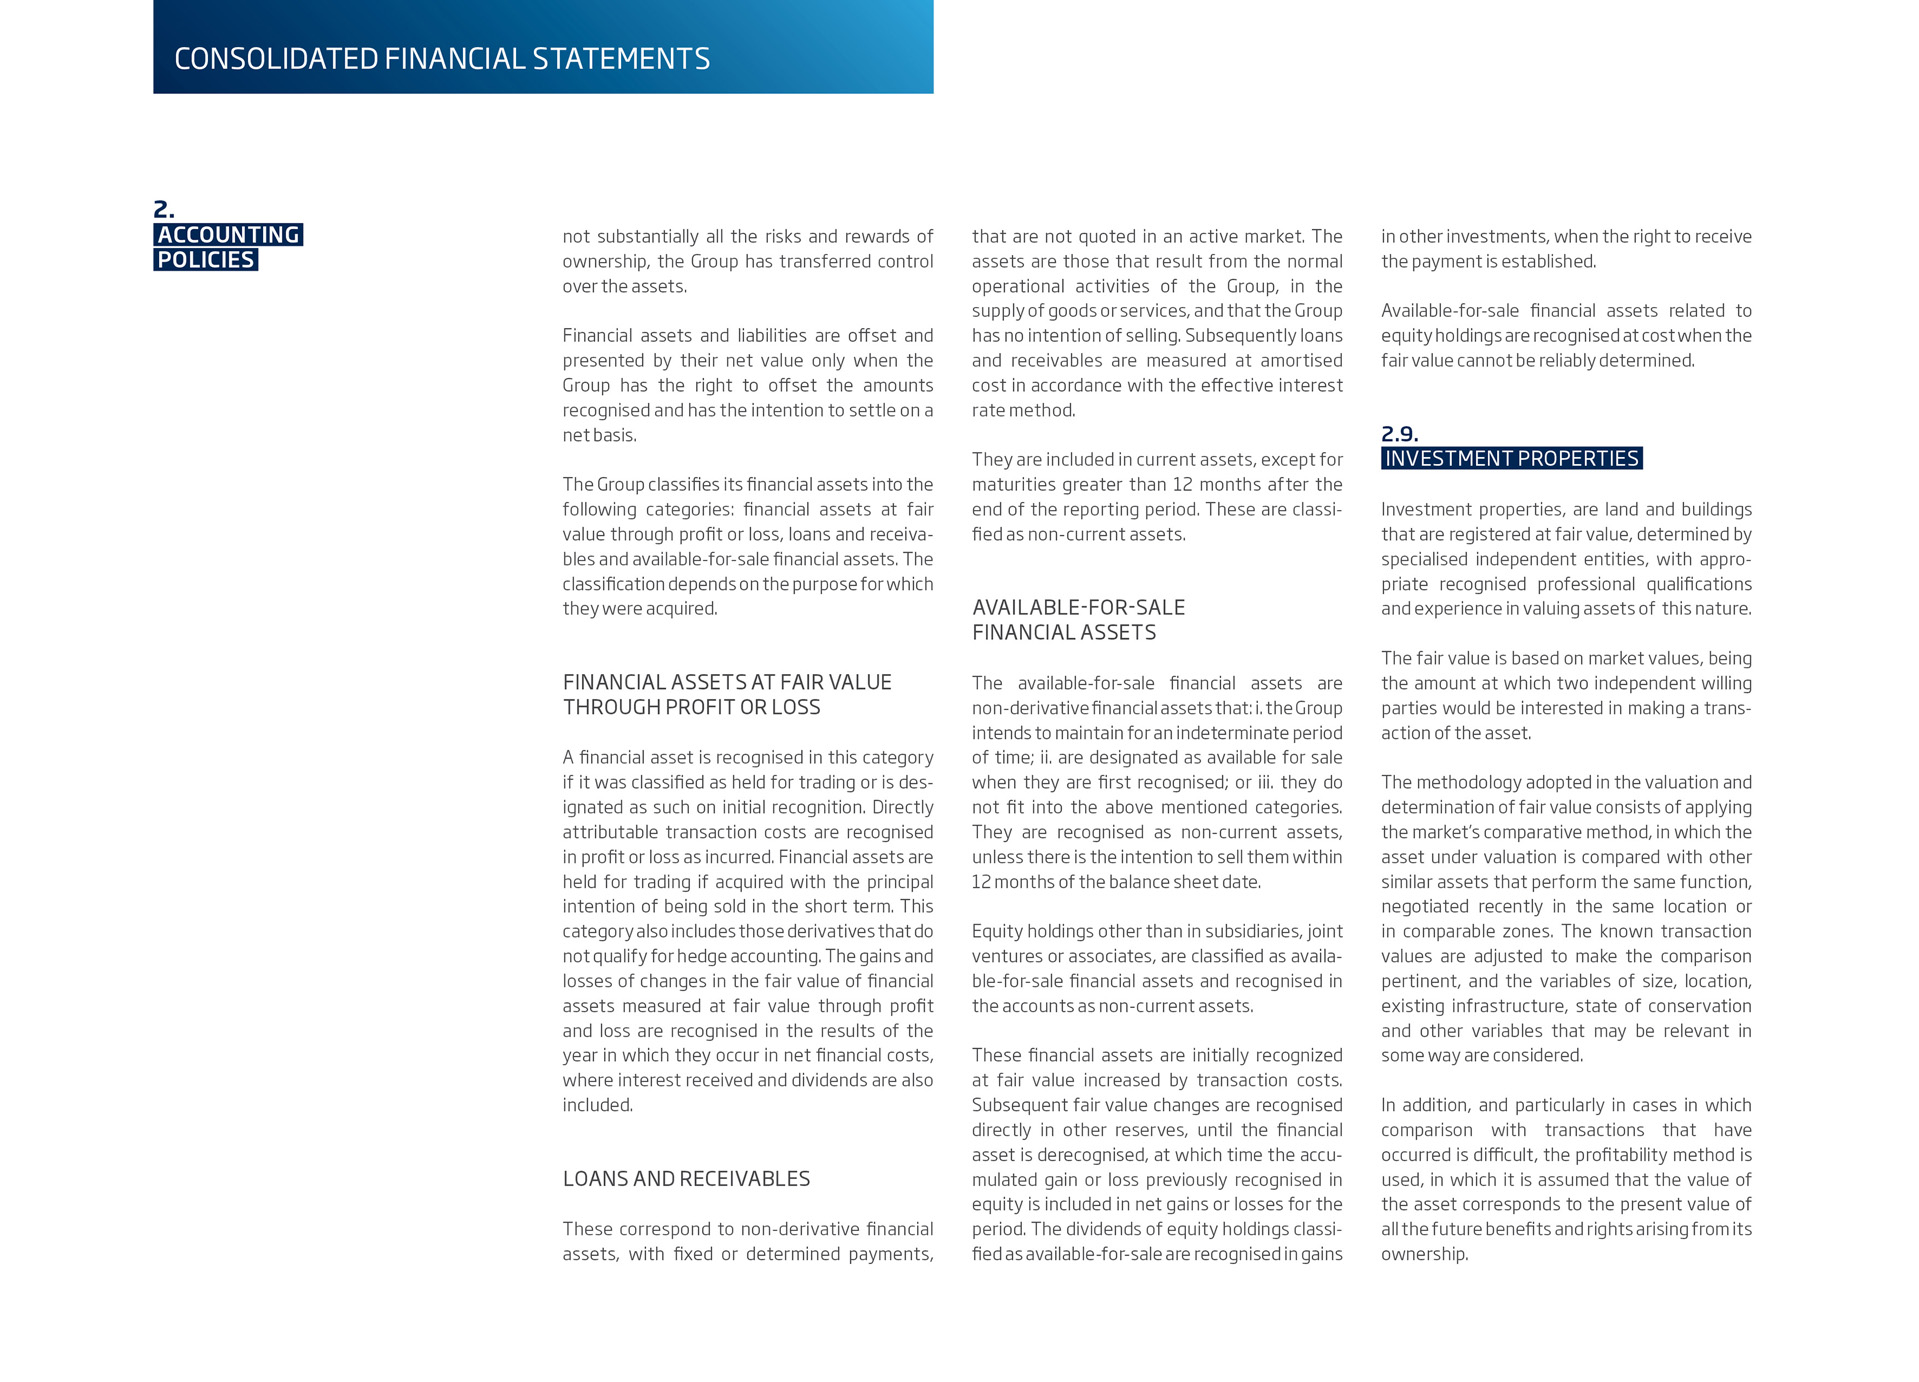 CONSOLIDATED FINANCIAL STATEMENTS
2.
ACCOUNTING
POLICIES
not substantially all the risks and rewards of
ownership, the Group has transferred control
over the assets.
Financial assets and liabilities are offset and
presented by their net value only when the
Group has the right to offset the amounts
recognised and has the intention to settle on a
net basis.
The Group classifies its financial assets into the
following categories: financial assets at fair
value through profit or loss, loans and receiva-
bles and available-for-sale financial assets. The
classification depends on the purpose for which
they were acquired.
FINANCIAL ASSETS AT FAIR VALUE
THROUGH PROFIT OR LOSS
A financial asset is recognised in this category
if it was classified as held for trading or is des-
ignated as such on initial recognition. Directly
attributable transaction costs are recognised
in profit or loss as incurred. Financial assets are
held for trading if acquired with the principal
intention of being sold in the short term. This
category also includes those derivatives that do
not qualify for hedge accounting. The gains and
losses of changes in the fair value of financial
assets measured at fair value through profit
and loss are recognised in the results of the
year in which they occur in net financial costs,
where interest received and dividends are also
included.
LOANS AND RECEIVABLES
These correspond to non-derivative financial
assets, with fixed or determined payments,
that are not quoted in an active market. The
assets are those that result from the normal
operational activities of the Group, in the
supply of goods or services, and that the Group
has no intention of selling. Subsequently loans
and receivables are measured at amortised
cost in accordance with the effective interest
rate method.
They are included in current assets, except for
maturities greater than 12 months after the
end of the reporting period. These are classi-
fied as non-current assets.
AVAILABLE-FOR-SALE
FINANCIAL ASSETS
The available-for-sale financial assets are
non-derivative financial assets that: i. the Group
intends to maintain for an indeterminate period
of time; ii. are designated as available for sale
when they are first recognised; or iii. they do
not fit into the above mentioned categories.
They are recognised as non-current assets,
unless there is the intention to sell them within
12 months of the balance sheet date.
Equity holdings other than in subsidiaries, joint
ventures or associates, are classified as availa-
ble-for-sale financial assets and recognised in
the accounts as non-current assets.
These financial assets are initially recognized
at fair value increased by transaction costs.
Subsequent fair value changes are recognised
directly in other reserves, until the financial
asset is derecognised, at which time the accu-
mulated gain or loss previously recognised in
equity is included in net gains or losses for the
period. The dividends of equity holdings classi-
fied as available-for-sale are recognised in gains
in other investments, when the right to receive
the payment is established.
Available-for-sale financial assets related to
equity holdings are recognised at cost when the
fair value cannot be reliably determined.
2.9.
INVESTMENT PROPERTIES
Investment properties, are land and buildings
that are registered at fair value, determined by
specialised independent entities, with appro-
priate recognised professional qualifications
and experience in valuing assets of this nature.
The fair value is based on market values, being
the amount at which two independent willing
parties would be interested in making a trans-
action of the asset.
The methodology adopted in the valuation and
determination of fair value consists of applying
the market's comparative method, in which the
asset under valuation is compared with other
similar assets that perform the same function,
negotiated recently in the same location or
in comparable zones. The known transaction
values are adjusted to make the comparison
pertinent, and the variables of size, location,
existing infrastructure, state of conservation
and other variables that may be relevant in
some way are considered.
In addition, and particularly in cases in which
comparison with transactions that have
occurred is difficult, the profitability method is
used, in which it is assumed that the value of
the asset corresponds to the present value of
all the future benefits and rights arising from its
ownership.